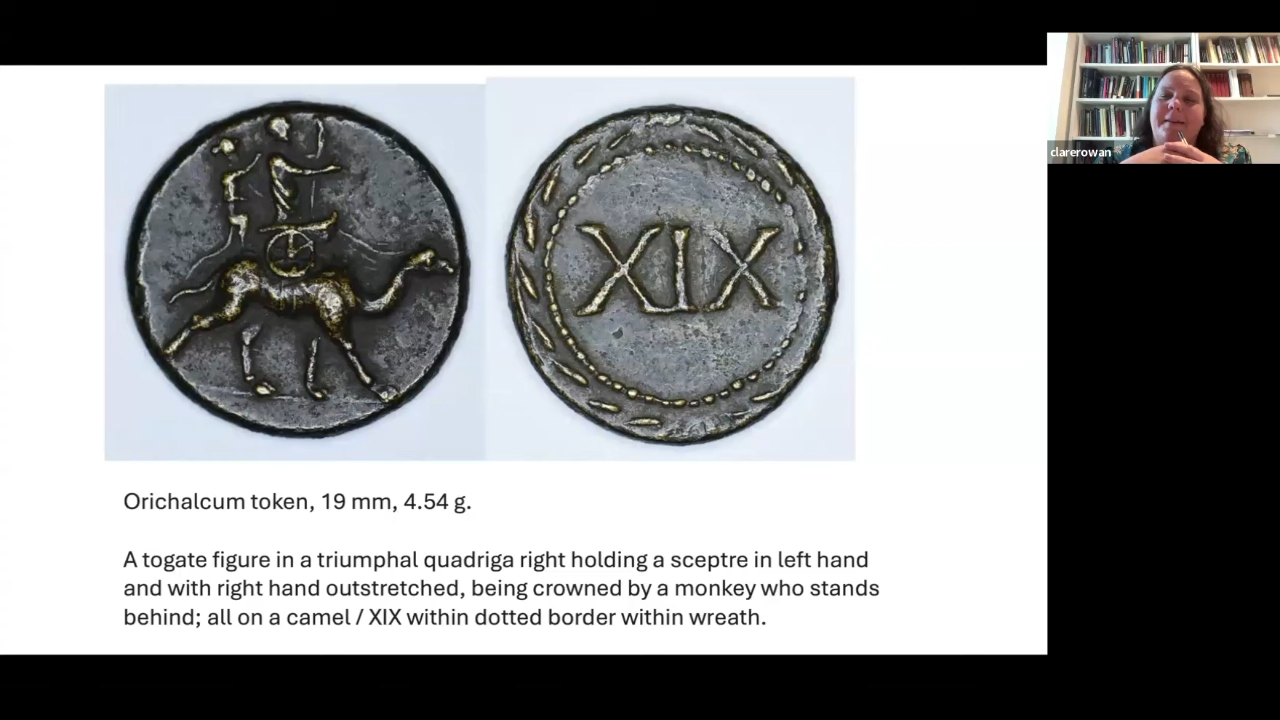 clarerowan
XIX
Orichalcum token, 19 mm, 4.54 g.
A togate figure in a triumphal quadriga right holding a sceptre in left hand
and with right hand outstretched, being crowned by a monkey who stands
behind; all on a camel / XIX within dotted border within wreath.